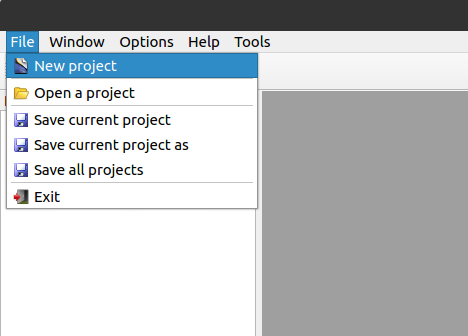 File Window Options Help Tools
New project
Open a project
Save current project
Save current project as
Save all projects
Exit